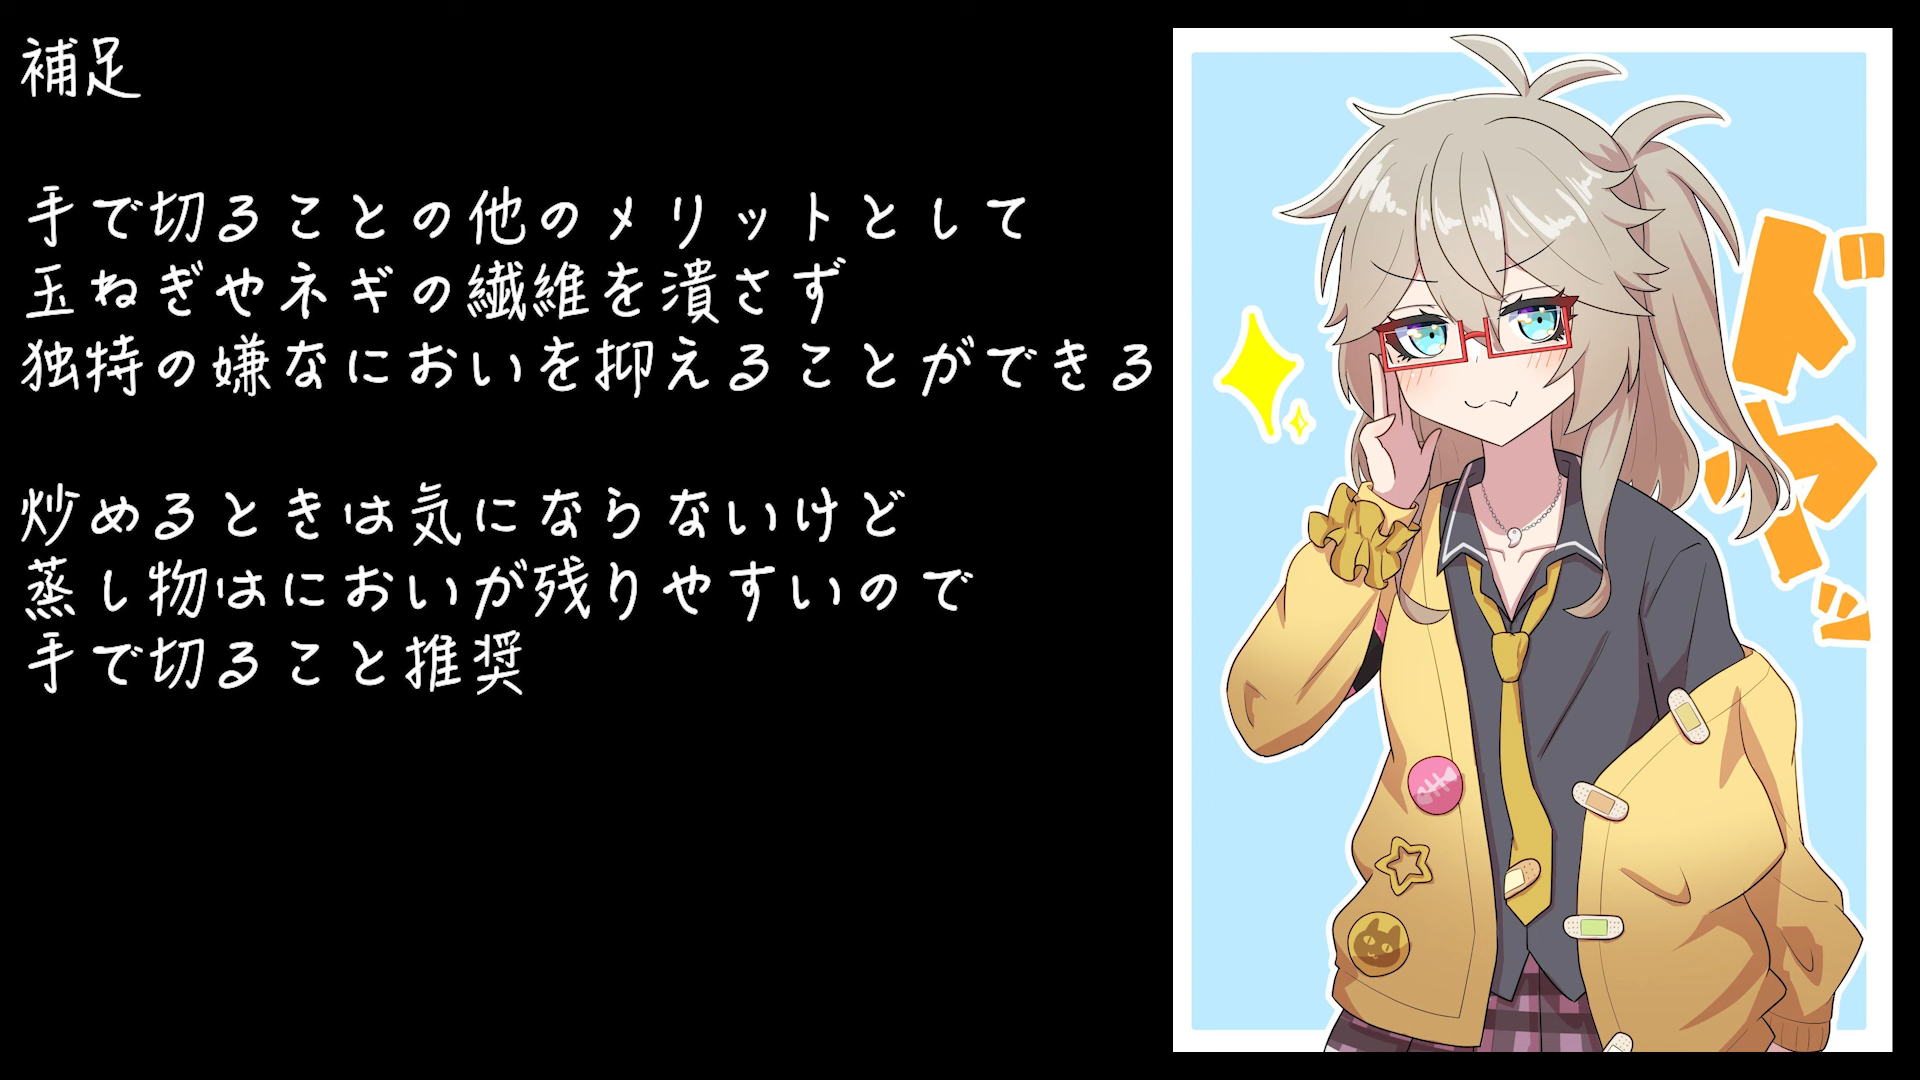 補足
手で切ることの他のメリットとして
玉ねぎやネギの繊維を潰さず
独特の嫌なにおいを抑えることができる
炒めるときは気にならないけど
蒸し物はにおいが残りやすいので
手で切ること推奨
ドヤッ